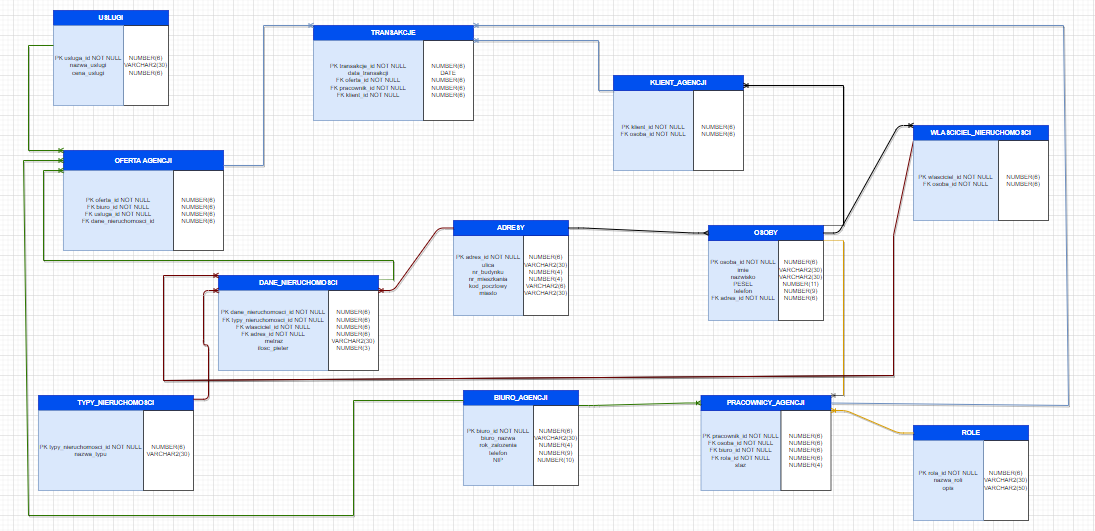 USŁUGI
PK usluga_id NOT NULL NUMBER(6)
nazwa_uslugi VARCHAR2(30)
cena_uslugi NUMBER(6)
TRANSAKCJE
PK transakcje_id NOT NULL NUMBER(6)
data_transakcji DATE
FK oferta_id NOT NULL NUMBER(6)
FK pracownik_id NOT NULL NUMBER(6)
FK klient_id NOT NULL NUMBER(6)
KLIENT_AGENCJI
PK klient_id NOT NULL NUMBER(6)
FK osoba_id NOT NULL NUMBER(6)
WŁAŚCICIEL_NIERUCHOMOŚCI
PK wlasciciel_id NOT NULL NUMBER(6)
FK osoba_id NOT NULL NUMBER(6)
OFERTA AGENCJI
PK oferta_id NOT NULL NUMBER(6)
FK biuro_id NOT NULL NUMBER(6)
FK usluga_id NOT NULL NUMBER(6)
FK dane_nieruchomosci_id NUMBER(6)
ADRESY
PK adres_id NOT NULL NUMBER(6)
ulica VARCHAR2(30)
nr_budynku NUMBER(4)
nr_mieszkania NUMBER(4)
kod_pocztowy VARCHAR2(6)
miasto VARCHAR2(30)
OSOBY
PK osoba_id NOT NULL NUMBER(6)
imie VARCHAR2(30)
nazwisko VARCHAR2(30)
PESEL NUMBER(11)
telefon NUMBER(9)
FK adres_id NOT NULL NUMBER(6)
DANE_NIERUCHOMOŚCI
PK dane_nieruchomosci_id NOT NULL NUMBER(6)
FK typy_nieruchomosci_id NOT NULL NUMBER(6)
FK wlasciciel_id NOT NULL NUMBER(6)
FK adres_id NOT NULL NUMBER(6)
metraz VARCHAR2(30)
ilosc_pieter NUMBER(3)
TYPY_NIERUCHOMOŚCI
PK typy_nieruchomosci_id NOT NULL NUMBER(6)
nazwa_typu VARCHAR2(30)
BIURO_AGENCJI
PK biuro_id NOT NULL NUMBER(6)
biuro_nazwa VARCHAR2(30)
rok_zalozenia NUMBER(4)
telefon NUMBER(9)
NIP NUMBER(10)
PRACOWNICY_AGENCJI
PK pracownik_id NOT NULL NUMBER(6)
FK osoba_id NOT NULL NUMBER(6)
FK biuro_id NOT NULL NUMBER(6)
FK rola_id NOT NULL NUMBER(6)
staz NUMBER(4)
ROLE
PK rola_id NOT NULL NUMBER(6)
nazwa_roli VARCHAR2(30)
opis VARCHAR2(50)